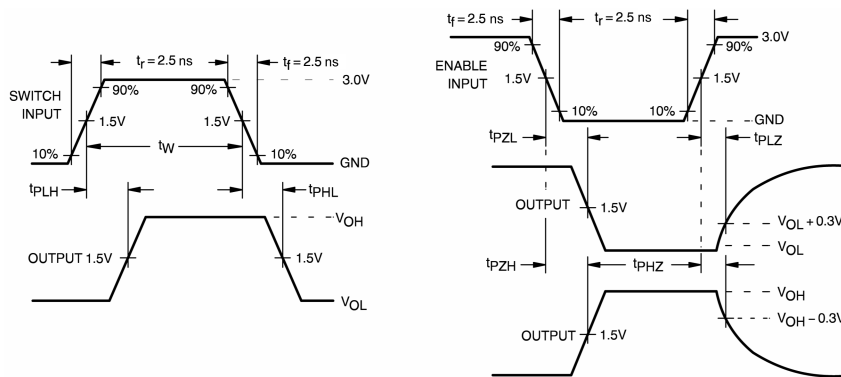 tr= 2.5 ns
tf= 2.5 ns
3.0V
90%
90%
SWITCH
INPUT
1.5V
1.5V
tW
10%
10%
GND
tPLH
tPHL
VOH
OUTPUT 1.5V
1.5V
VOL
tf = 2.5 ns
tr= 2.5 ns
3.0V
90%
90%
ENABLE
INPUT
1.5V
1.5V
10%
10%
GND
tPZL
tPLZ
OUTPUT
1.5V
VOL + 0.3V
VOL
tPZH
tPHZ
VOH
VOH – 0.3V
OUTPUT
1.5V